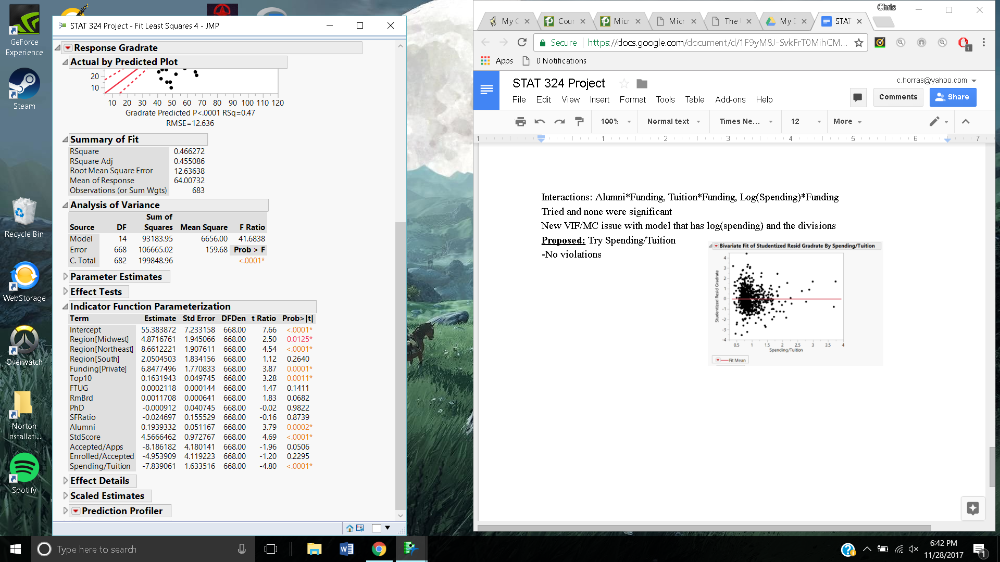 GeForce
Experience
Steam
Recycle Bin
WebStorage
Overwatch
Norton
Installati...
Spotify
STAT 324 Project - Fit Least Squares 4 - JMP
Response Gradrate
Actual by Predicted Plot
20
10
10 20 30 40 50 60 70 80 90 100 110 120
Gradrate Predicted P<.0001 RSq=0.47
RMSE=12.636
Summary of Fit
RSquare 0.466272
RSquare Adj 0.455086
Root Mean Square Error 12.63638
Mean of Response 64.00732
Observations (or Sum Wgts) 683
Analysis of Variance
Sum of
Source DF Squares Mean Square F Ratio
Model 14 93183.95 6656.00 41.6838
Error 668 106665.02 159.68 Prob > F
C. Total 682 199848.96 <.0001*
Parameter Estimates
Effect Tests
Indicator Function Parameterization
Term Estimate Std Error DFDen t Ratio Prob>|t|
Intercept 55.383872 7.233158 668.00 7.66 <.0001*
Region[Midwest] 4.8716761 1.945066 668.00 2.50 0.0125*
Region[Northeast] 8.6612221 1.907611 668.00 4.54 <.0001*
Region[South] 2.0504503 1.834156 668.00 1.12 0.2640
Funding[Private] 6.8477496 1.770833 668.00 3.87 0.0001*
Top10 0.1631943 0.049745 668.00 3.28 0.0011*
FTUG 0.0002118 0.000144 668.00 1.47 0.1411
RmBrd 0.0011708 0.000641 668.00 1.83 0.0682
PhD -0.000912 0.040745 668.00 -0.02 0.9822
SFRatio -0.024697 0.155529 668.00 -0.16 0.8739
Alumni 0.1939332 0.051167 668.00 3.79 0.0002*
StdScore 4.5666462 0.972767 668.00 4.69 <.0001*
Accepted/Apps -8.186182 4.180141 668.00 -1.96 0.0506
Enrolled/Accepted -4.953909 4.119223 668.00 -1.20 0.2295
Spending/Tuition -7.839061 1.633516 668.00 -4.80 <.0001*
Effect Details
Scaled Estimates
Prediction Profiler
Chris
My C
Cour
Micr
Micr
The
My D
STAT
Secure https://docs.google.com/document/d/1F9yM8J-SvkFrT0MihCM...
1
Apps 0 Notifications
STAT 324 Project
c.horras@yahoo.com
File Edit View Insert Format Tools Table Add-ons Help
Comments Share
100% Normal text Times Ne... 12 More
1 1 2 3 4 5 6 7
Interactions: Alumni*Funding, Tuition*Funding, Log(Spending)*Funding
Tried and none were significant
New VIF/MC issue with model that has log(spending) and the divisions
Proposed: Try Spending/Tuition
-No violations
Bivariate Fit of Studentized Resid Gradrate By Spending/Tuition
Studentized Resid Gradrate
4
3
2
1
0
-1
-2
-3
-4
0.5 1 1.5 2 2.5 3 3.5 4
Spending/Tuition
Fit Mean
Type here to search
6:42 PM
11/28/2017
1